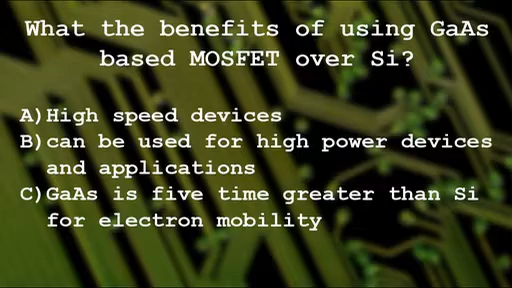 What the benefits of using GaAs
based MOSFET over Si?
A)High speed devices
B)can be used for high power devices
and applications
C)GaAs is five time greater than Si
for electron mobility